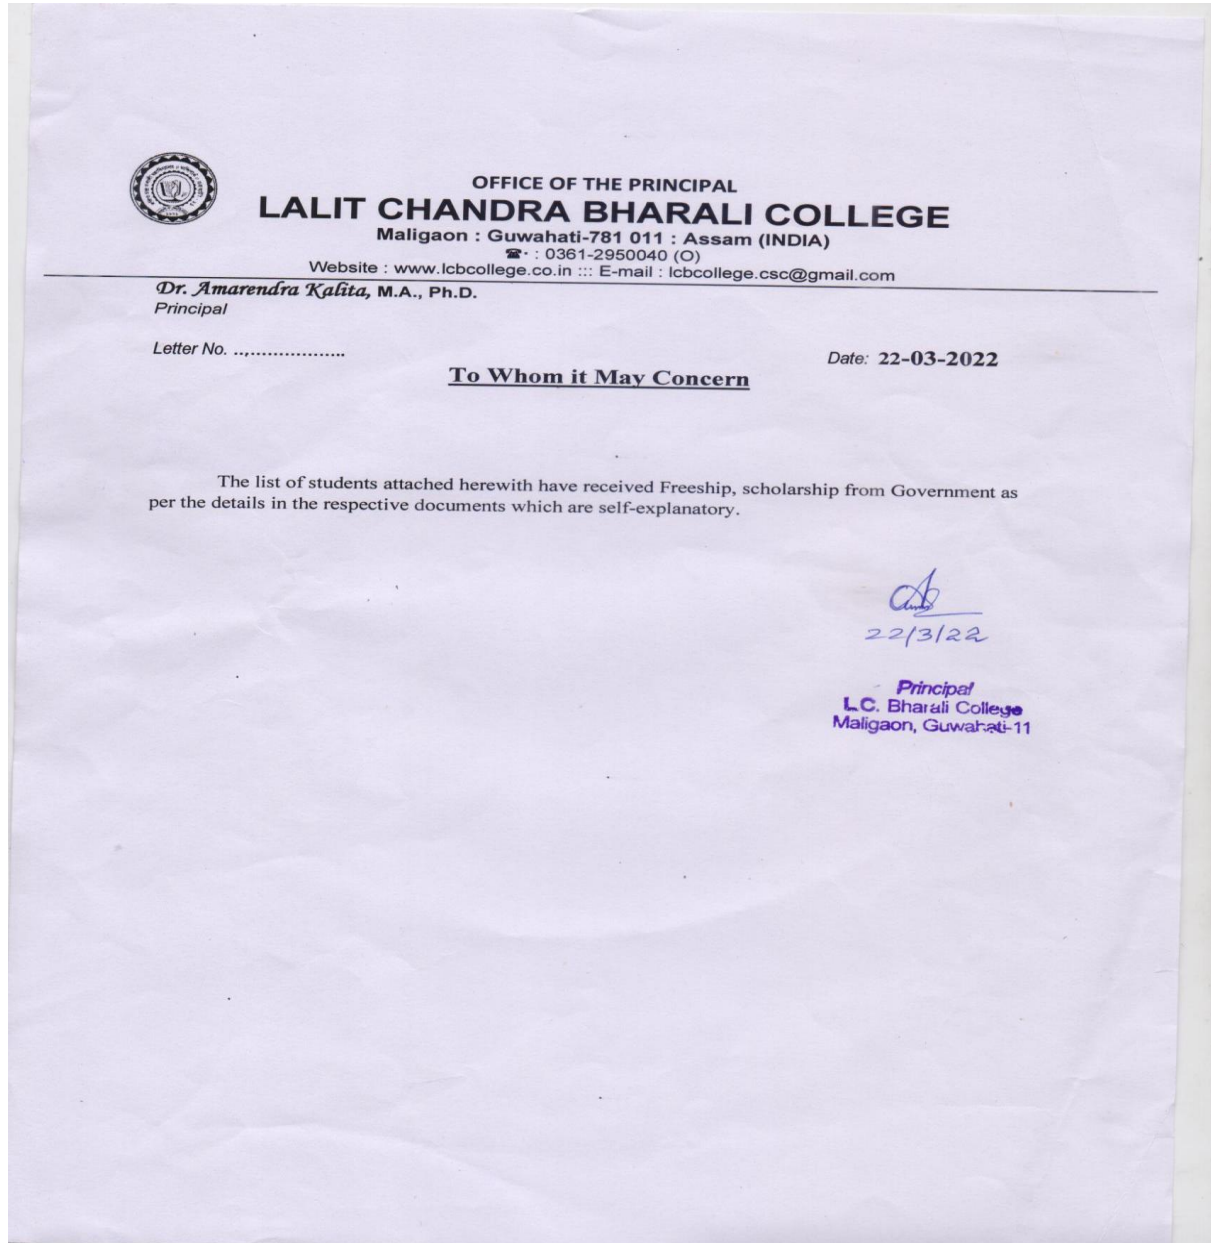 OFFICE OF THE PRINCIPAL
LALIT CHANDRA BHARALI COLLEGE
Maligaon : Guwahati-781 011 : Assam (INDIA)
☎· : 0361-2950040 (O)
Website : www.lcbcollege.co.in ::: E-mail : lcbcollege.csc@gmail.com
Dr. Amarendra Kalita, M.A., Ph.D.
Principal
Letter No. ..,...................
Date: 22-03-2022
To Whom it May Concern
The list of students attached herewith have received Freeship, scholarship from Government as
per the details in the respective documents which are self-explanatory.
22/3/22
Principal
L.C. Bharali College
Maligaon, Guwahati-11